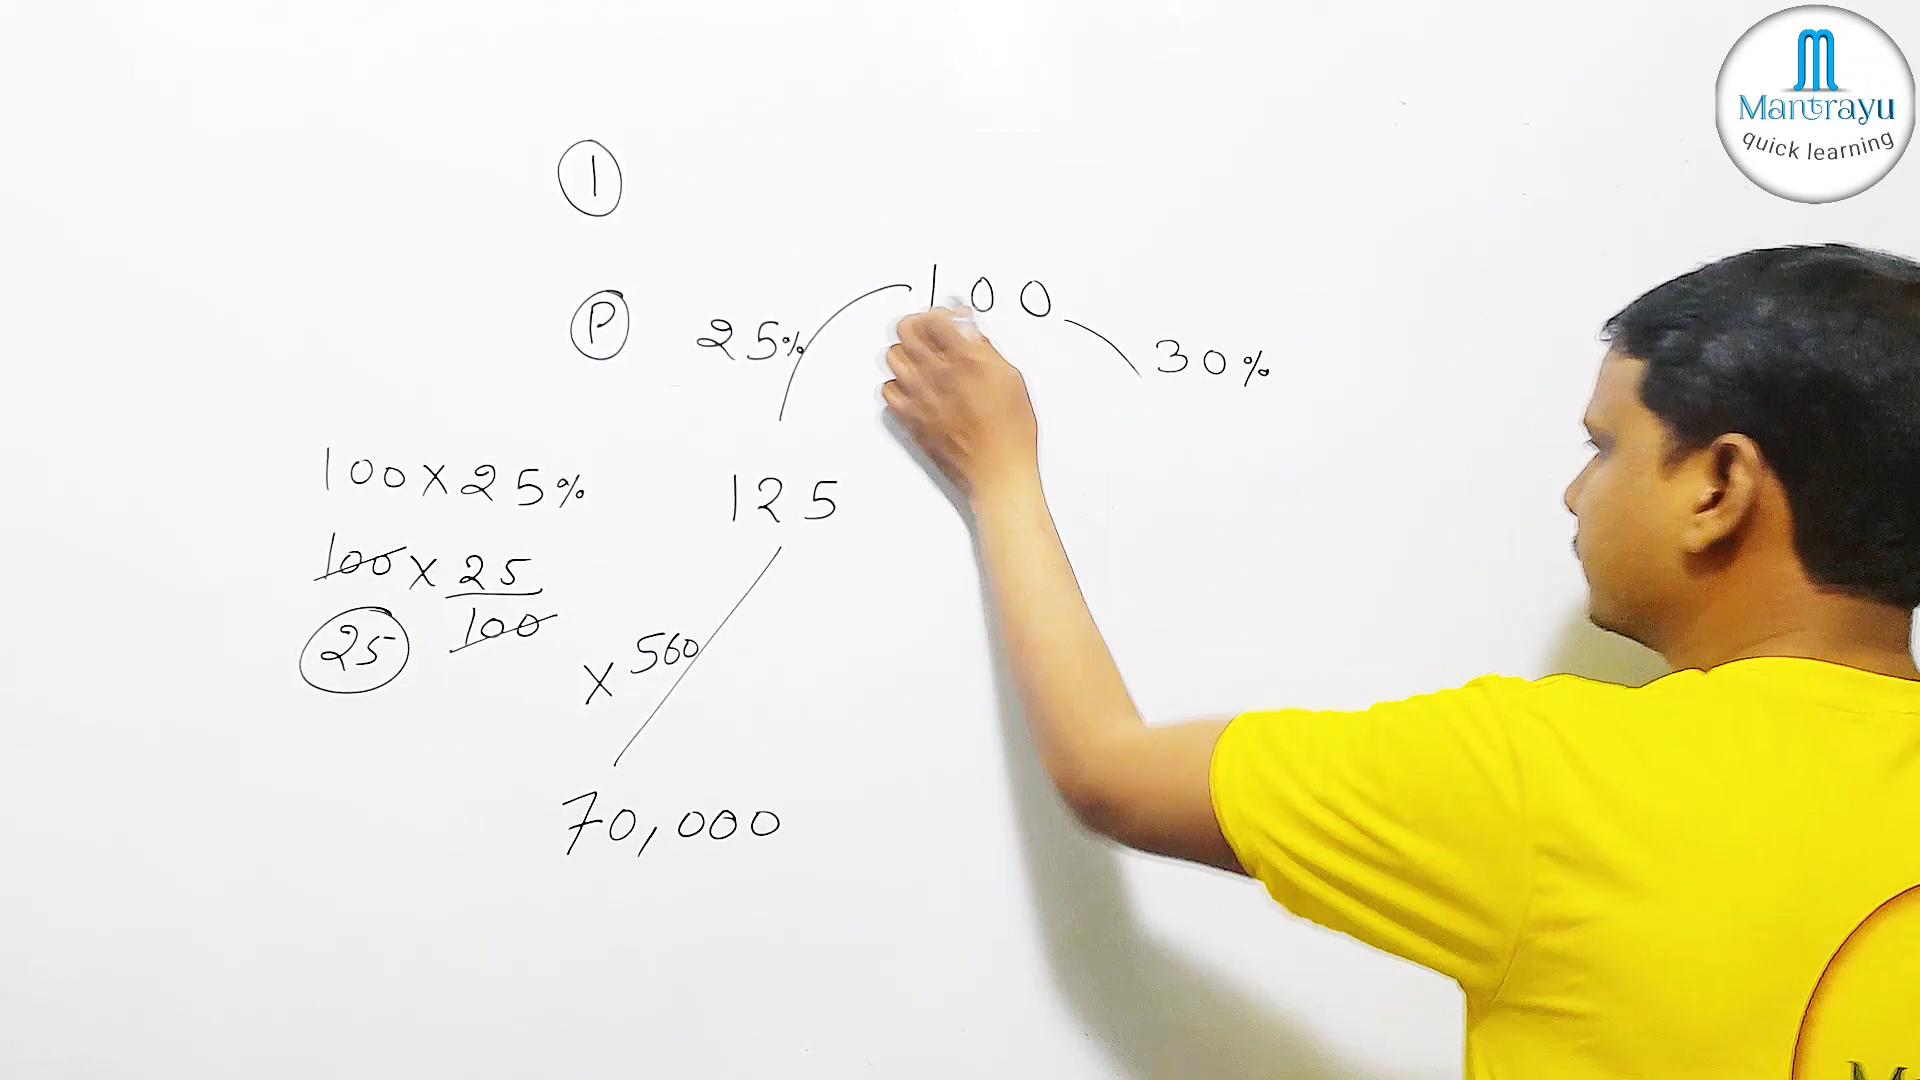 Mantrayu
quick learning
1
P
100
25%
30%
100 × 25%
125
100 × 25
100
25
× 560
70,000